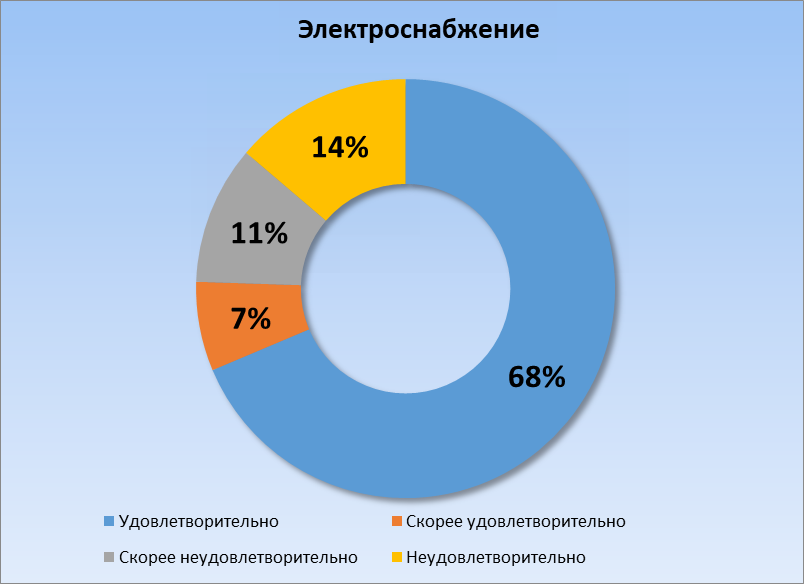 Электроснабжение
14%
11%
7%
68%
Удовлетворительно
Скорее удовлетворительно
Скорее неудовлетворительно
Неудовлетворительно